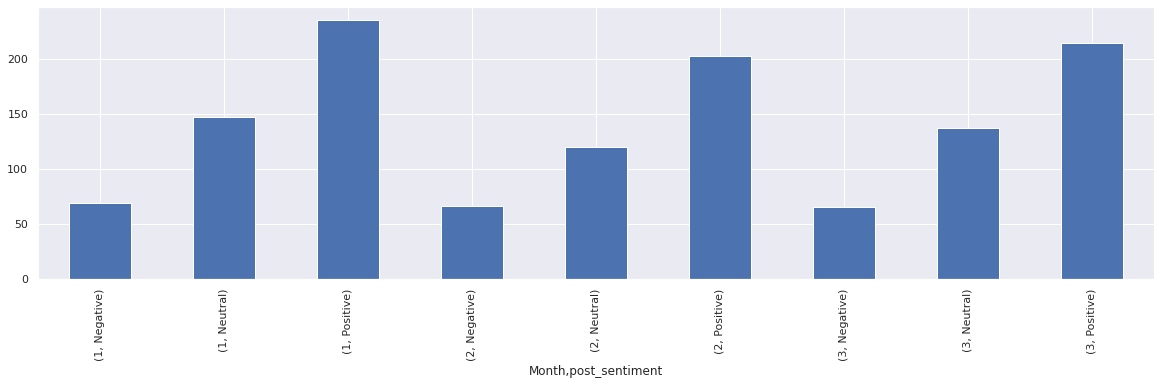 200
150
100
50
0
(1, Negative)
(1, Neutral)
(1, Positive)
(2, Negative)
(2, Neutral)
(2, Positive)
(3, Negative)
(3, Neutral)
(3, Positive)
Month,post_sentiment